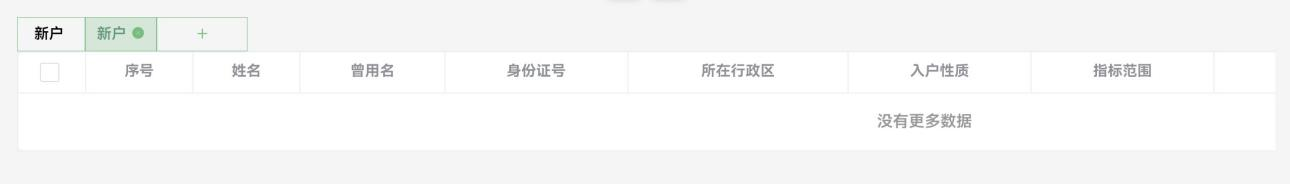 新户 新户 +
序号 姓名 曾用名 身份证号 所在行政区 入户性质 指标范围
没有更多数据